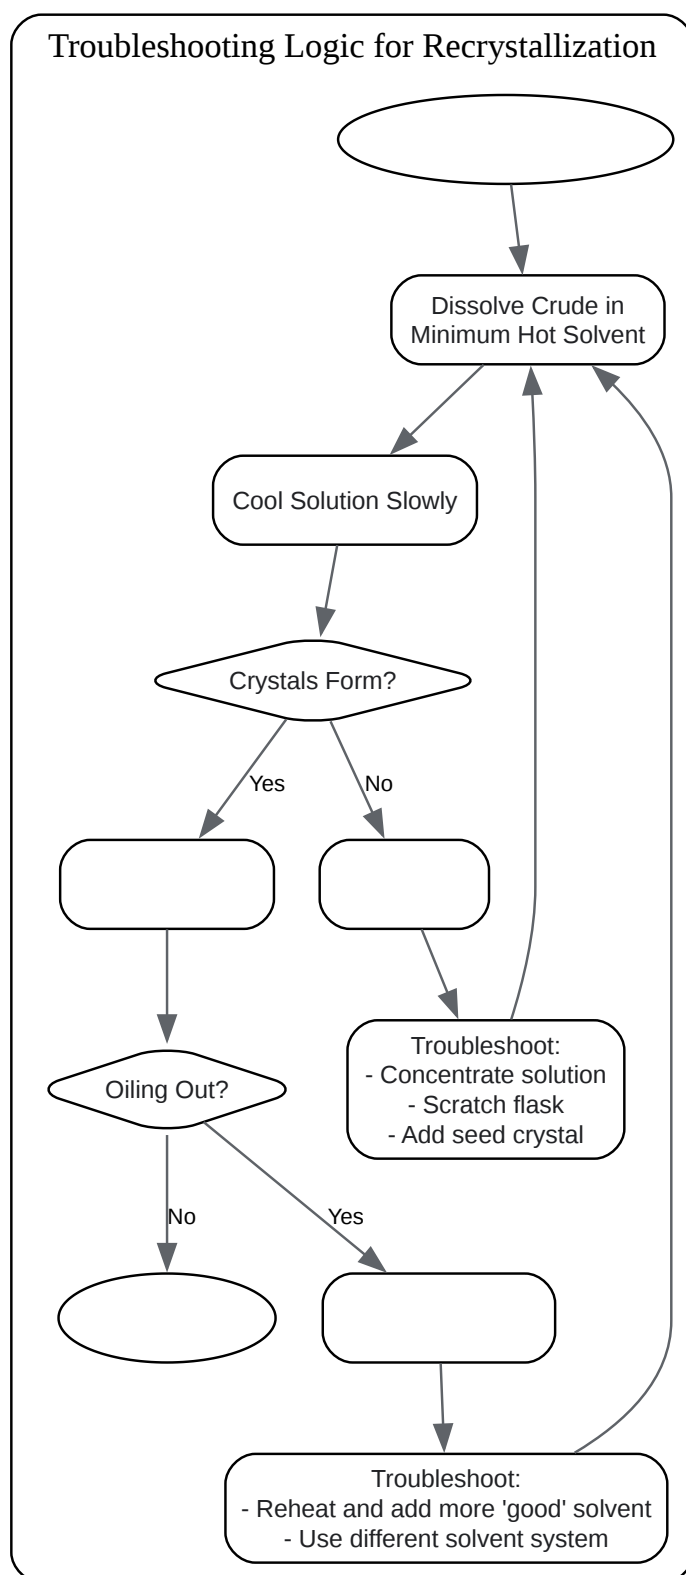 Troubleshooting Logic for Recrystallization
Dissolve Crude in
Minimum Hot Solvent
Cool Solution Slowly
Crystals Form?
Yes
No
Troubleshoot:
- Concentrate solution
- Scratch flask
- Add seed crystal
Oiling Out?
No
Yes
Troubleshoot:
- Reheat and add more 'good' solvent
- Use different solvent system